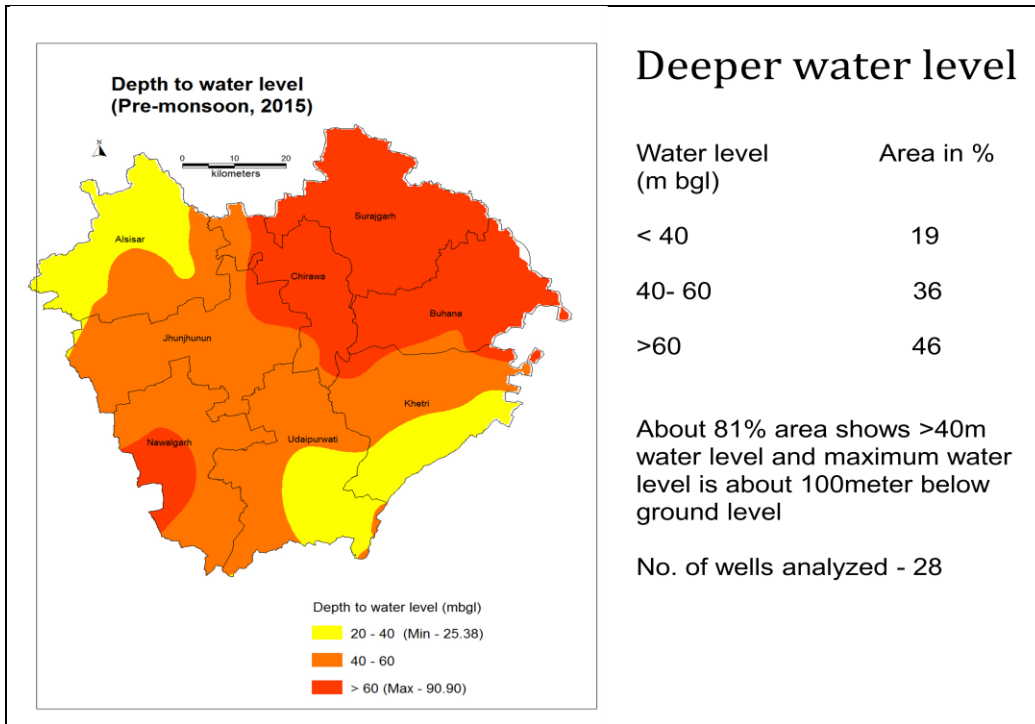 Depth to water level
(Pre-monsoon, 2015)
N
0 10 20
kilometers
Surajgarh
Alsisar
Chirawa
Buhana
Jhunjhunun
Khetri
Nawalgarh
Udaipurwati
Depth to water level (mbgl)
20 - 40 (Min - 25.38)
40 - 60
> 60 (Max - 90.90)
Deeper water level
Water level Area in %
(m bgl)
< 40 19
40- 60 36
>60 46
About 81% area shows >40m
water level and maximum water
level is about 100meter below
ground level
No. of wells analyzed - 28